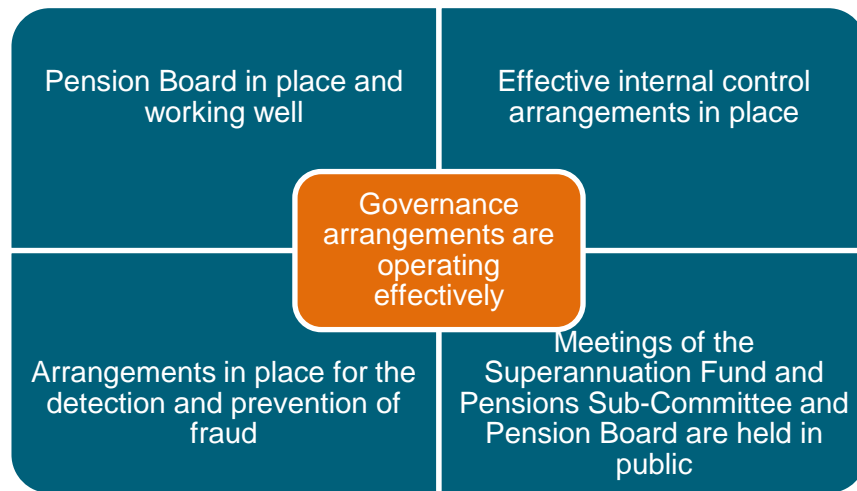 Pension Board in place and
working well
Effective internal control
arrangements in place
Governance
arrangements are
operating
effectively
Arrangements in place for the
detection and prevention of
fraud
Meetings of the
Superannuation Fund and
Pensions Sub-Committee and
Pension Board are held in
public